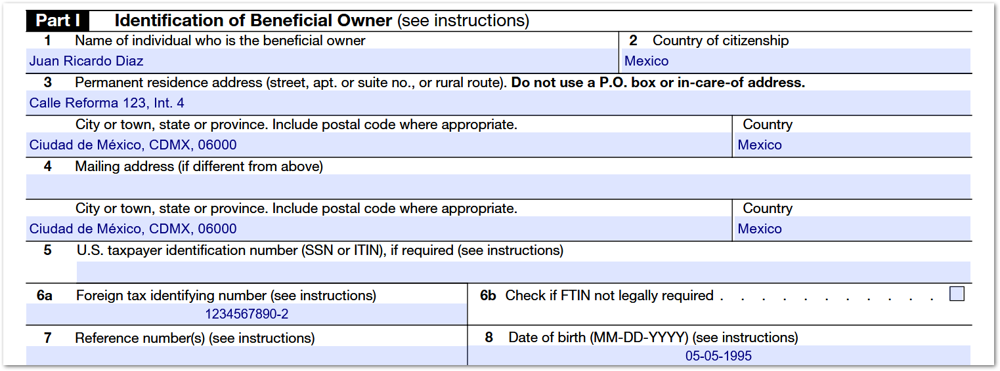 Part I Identification of Beneficial Owner (see instructions)
1 Name of individual who is the beneficial owner 2 Country of citizenship
Juan Ricardo Diaz Mexico
3 Permanent residence address (street, apt. or suite no., or rural route). Do not use a P.O. box or in-care-of address.
Calle Reforma 123, Int. 4
City or town, state or province. Include postal code where appropriate. Country
Ciudad de México, CDMX, 06000 Mexico
4 Mailing address (if different from above)
City or town, state or province. Include postal code where appropriate. Country
Ciudad de México, CDMX, 06000 Mexico
5 U.S. taxpayer identification number (SSN or ITIN), if required (see instructions)
6a Foreign tax identifying number (see instructions) 6b Check if FTIN not legally required . . . . . . . . . . .
1234567890-2
7 Reference number(s) (see instructions) 8 Date of birth (MM-DD-YYYY) (see instructions)
05-05-1995